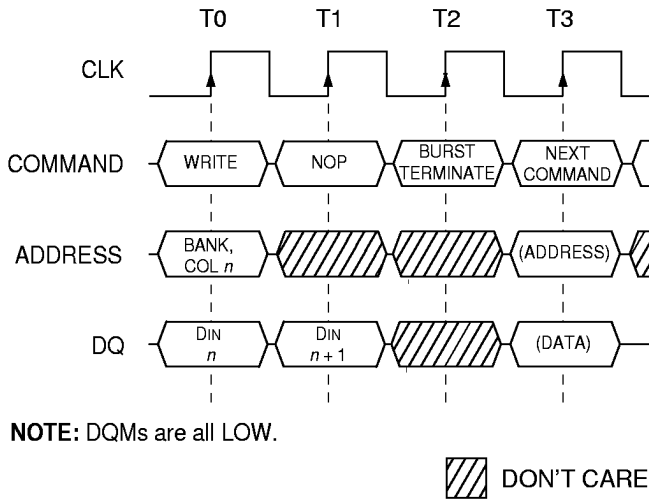 T0 T1 T2 T3
CLK
COMMAND WRITE NOP BURST TERMINATE NEXT COMMAND
ADDRESS BANK, COL n (ADDRESS)
DQ DIN n DIN n + 1 (DATA)
NOTE: DQMs are all LOW.
DON'T CARE